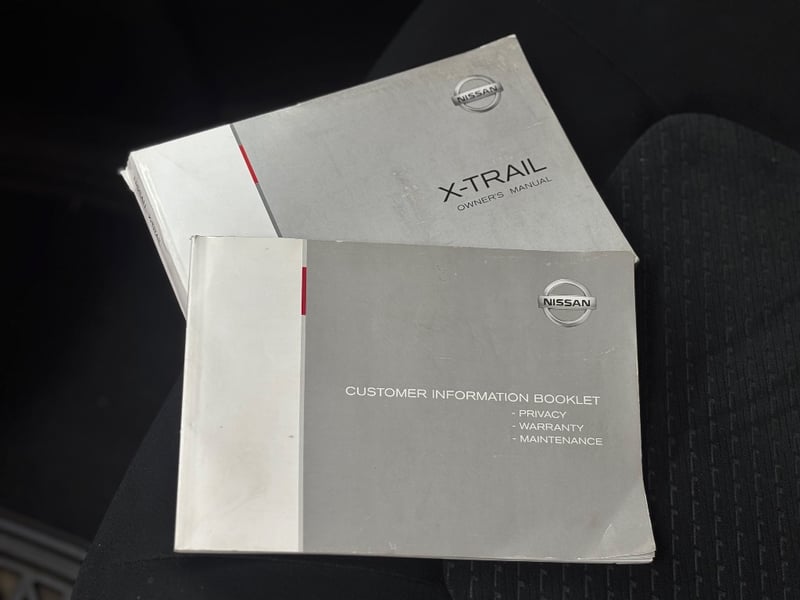 NISSAN
X-TRAIL
OWNER'S MANUAL
NISSAN
CUSTOMER INFORMATION BOOKLET
- PRIVACY
- WARRANTY
- MAINTENANCE